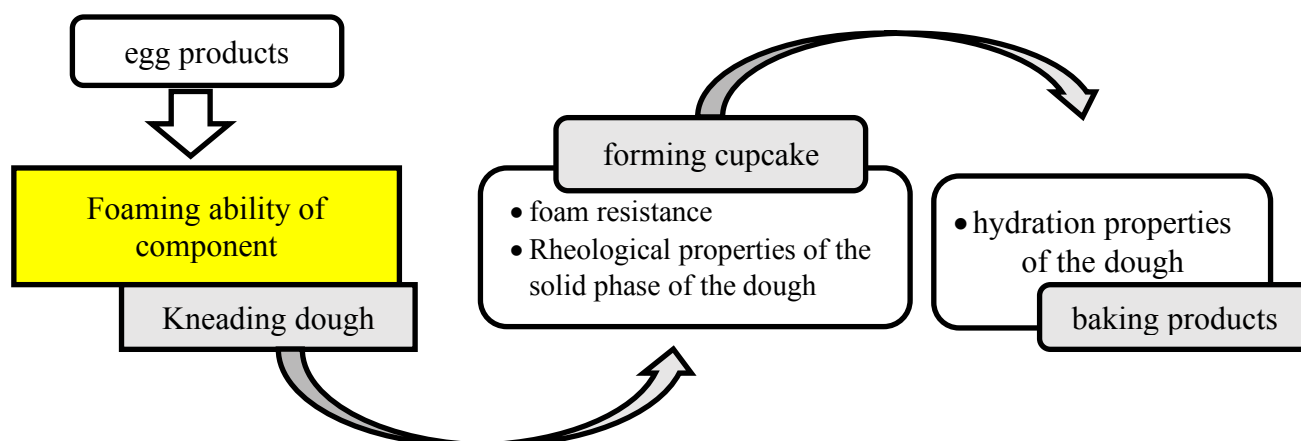 egg products
Foaming ability of
component
Kneading dough
forming cupcake
• foam resistance
• Rheological properties of the
solid phase of the dough
• hydration properties
of the dough
baking products